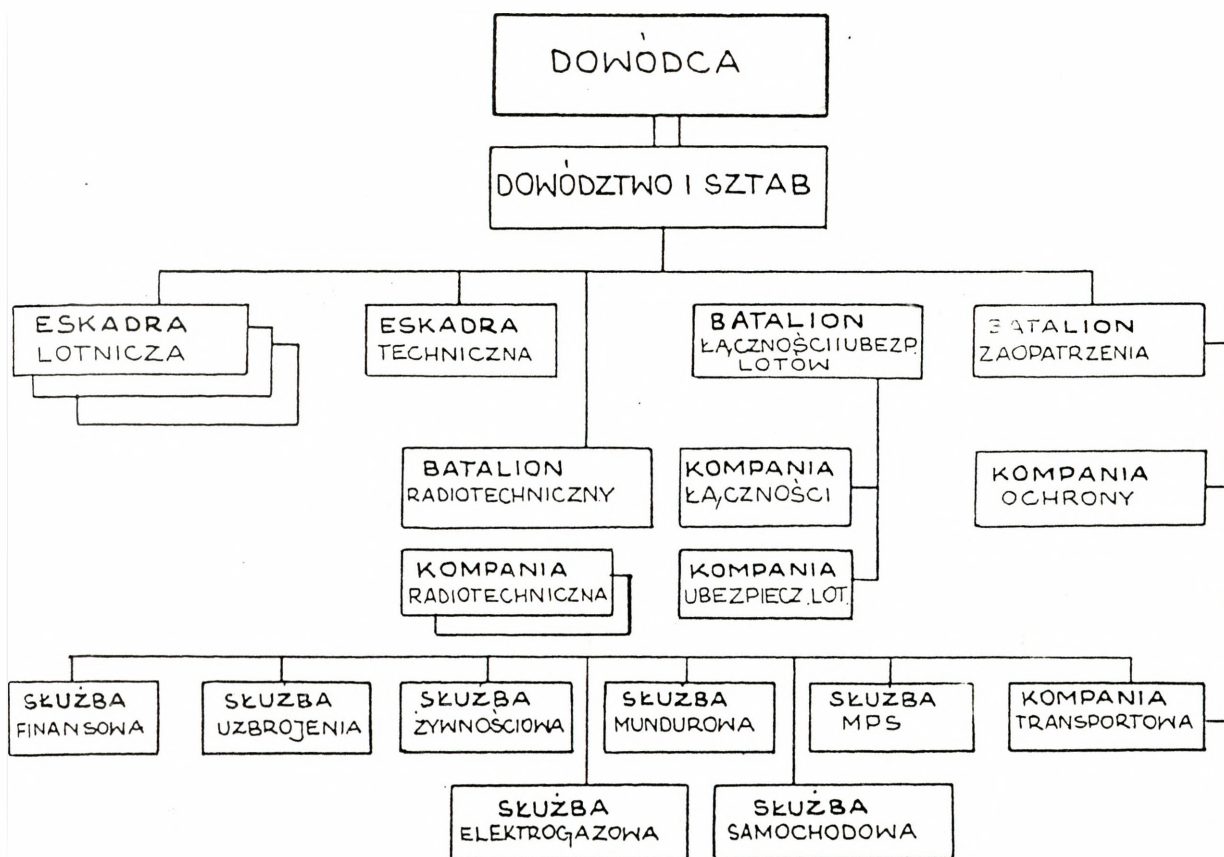 DOWÓDCA
DOWÓDZTWO I SZTAB
ESKADRA
LOTNICZA
ESKADRA
TECHNICZNA
BATALION
ŁĄCZNOŚCI I UBEZP.
LOTÓW
BATALION
ZAOPATRZENIA
BATALION
RADIOTECHNICZNY
KOMPANIA
ŁĄCZNOŚCI
KOMPANIA
OCHRONY
KOMPANIA
RADIOTECHNICZNA
KOMPANIA
UBEZPIECZ. LOT.
SŁUŻBA
FINANSOWA
SŁUŻBA
UZBROJENIA
SŁUŻBA
ŻYWNOŚCIOWA
SŁUŻBA
MUNDUROWA
SŁUŻBA
MPS
KOMPANIA
TRANSPORTOWA
SŁUŻBA
ELEKTROGAZOWA
SŁUŻBA
SAMOCHODOWA